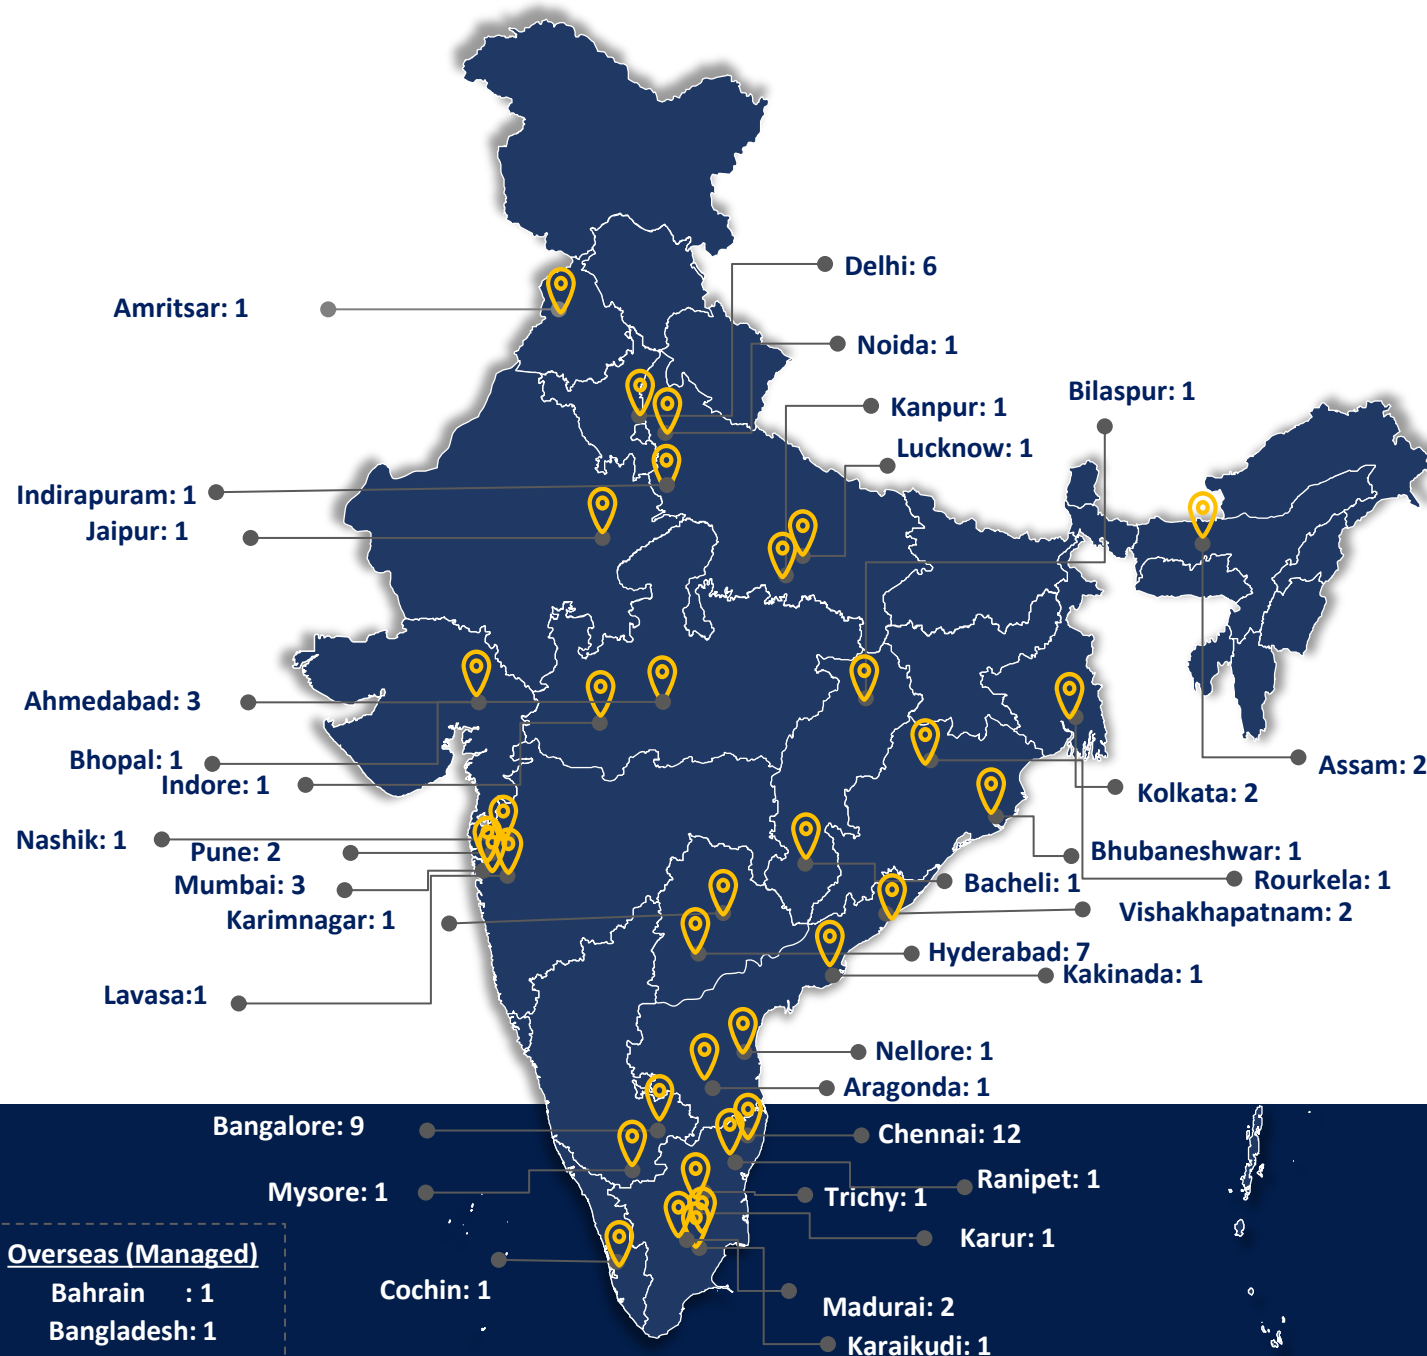 Delhi: 6
Amritsar: 1
Noida: 1
Bilaspur: 1
Kanpur: 1
Lucknow: 1
Indirapuram: 1
Jaipur: 1
Ahmedabad: 3
Bhopal: 1
Assam: 2
Indore: 1
Kolkata: 2
Nashik: 1
Pune: 2
Bhubaneshwar: 1
Mumbai: 3
Bacheli: 1
Rourkela: 1
Karimnagar: 1
Vishakhapatnam: 2
Hyderabad: 7
Kakinada: 1
Lavasa:1
Nellore: 1
Aragonda: 1
Bangalore: 9
Chennai: 12
Ranipet: 1
Mysore: 1
Trichy: 1
Karur: 1
Overseas (Managed)
Bahrain : 1
Cochin: 1
Madurai: 2
Bangladesh: 1
Karaikudi: 1